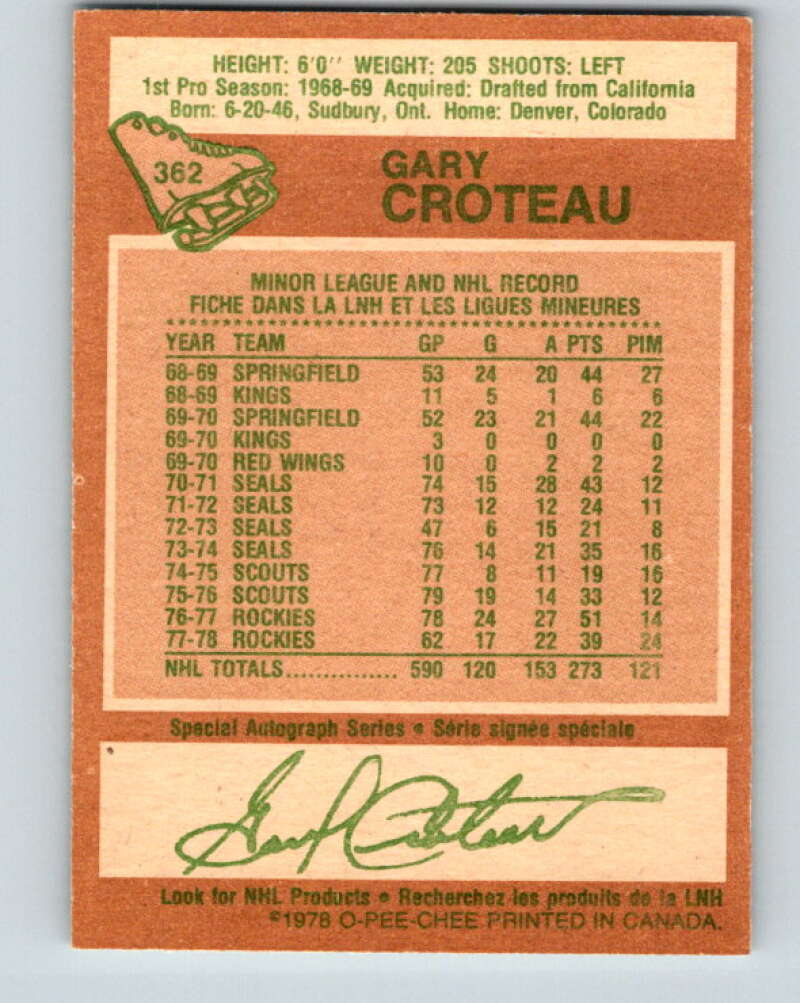 HEIGHT: 6'0'' WEIGHT: 205 SHOOTS: LEFT
1st Pro Season: 1968-69 Acquired: Drafted from California
Born: 6-20-46, Sudbury, Ont. Home: Denver, Colorado
362
GARY
CROTEAU
MINOR LEAGUE AND NHL RECORD
FICHE DANS LA LNH ET LES LIGUES MINEURES
YEAR TEAM GP G A PTS PIM
68-69 SPRINGFIELD 53 24 20 44 27
68-69 KINGS 11 5 1 6 6
69-70 SPRINGFIELD 52 23 21 44 22
69-70 KINGS 3 0 0 0 0
69-70 RED WINGS 10 0 2 2 2
70-71 SEALS 74 15 28 43 12
71-72 SEALS 73 12 12 24 11
72-73 SEALS 47 6 15 21 8
73-74 SEALS 76 14 21 35 16
74-75 SCOUTS 77 8 11 19 16
75-76 SCOUTS 79 19 14 33 12
76-77 ROCKIES 78 24 27 51 14
77-78 ROCKIES 62 17 22 39 24
NHL TOTALS............... 590 120 153 273 121
Special Autograph Series • Série signée spéciale
Gary Croteau
Look for NHL Products • Recherchez les produits de la LNH
©1978 O-PEE-CHEE PRINTED IN CANADA.